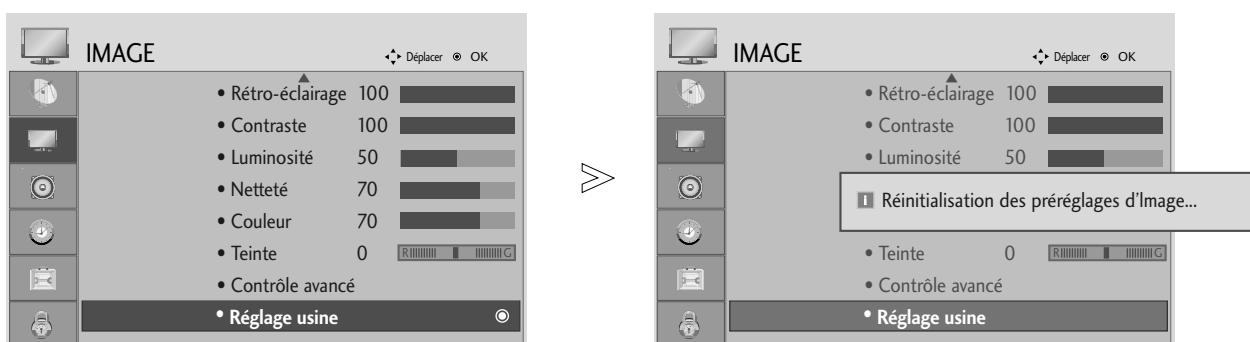 IMAGE
Déplacer OK
• Rétro-éclairage 100
• Contraste 100
• Luminosité 50
• Netteté 70
• Couleur 70
• Teinte 0 R G
• Contrôle avancé
• Réglage usine
IMAGE
Déplacer OK
• Rétro-éclairage 100
• Contraste 100
• Luminosité 50
i Réinitialisation des préréglages d'Image...
• Teinte 0 R G
• Contrôle avancé
• Réglage usine